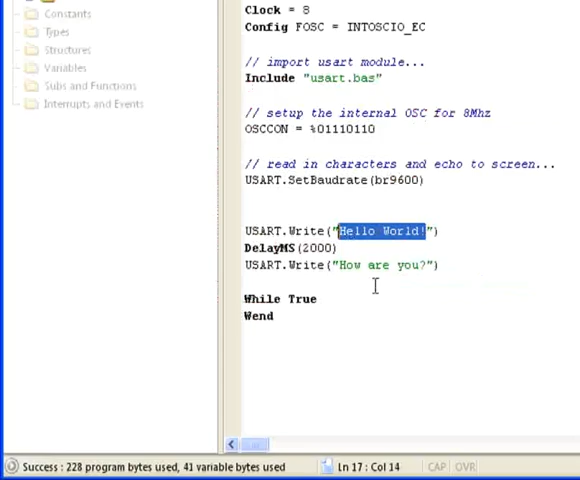 Constants
Types
Structures
Variables
Subs and Functions
Interrupts and Events
Clock = 8
Config FOSC = INTOSCIO_EC
// import usart module...
Include "usart.bas"
// setup the internal OSC for 8Mhz
OSCCON = %01110110
// read in characters and echo to screen...
USART.SetBaudrate(br9600)
USART.Write("Hello World!")
DelayMS(2000)
USART.Write("How are you?")
While True
Wend
Success : 228 program bytes used, 41 variable bytes used
Ln 17 : Col 14
CAP
OVR